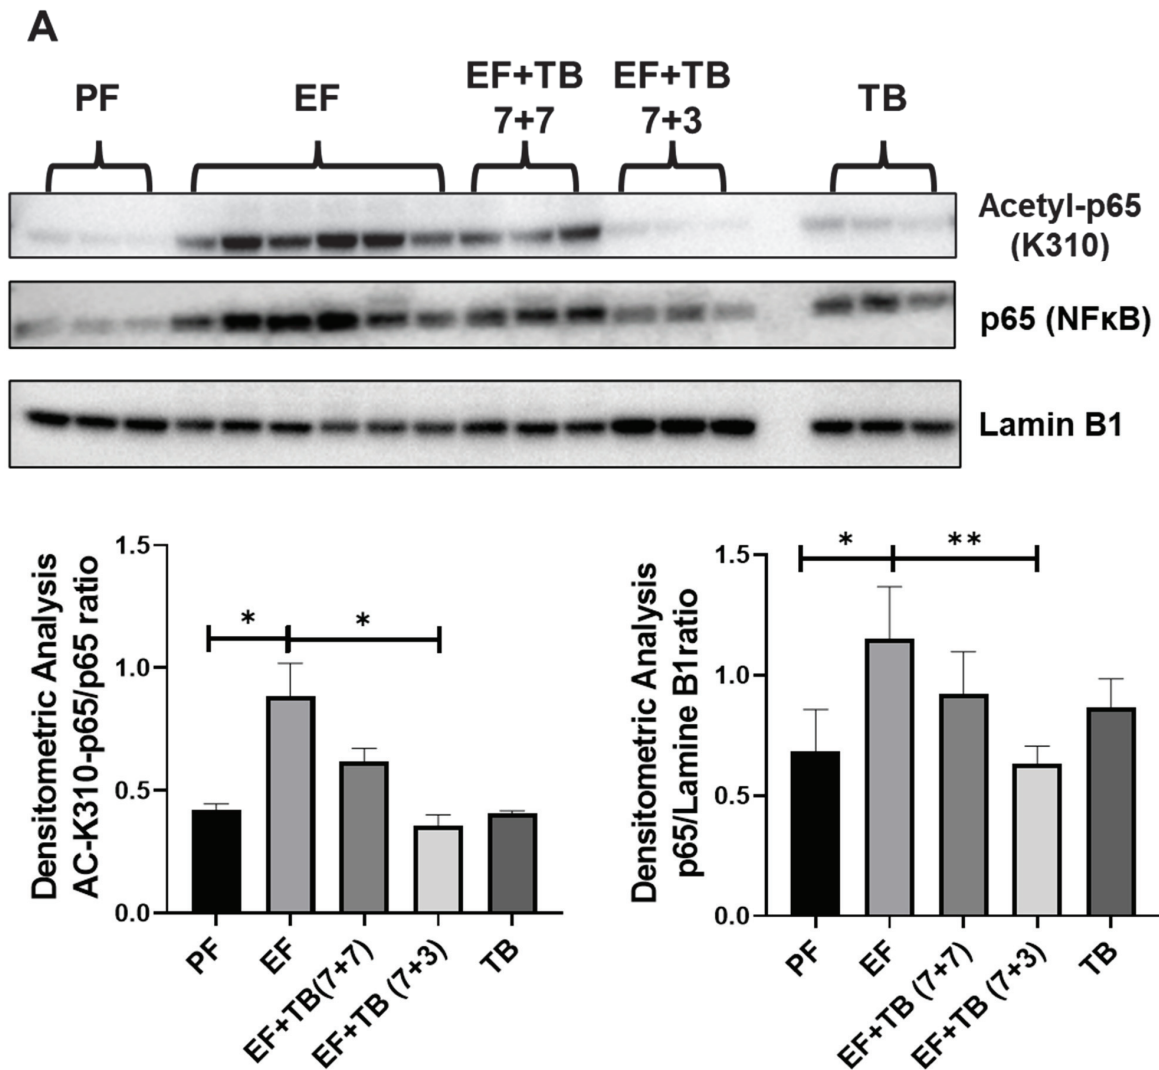 A
PF
EF
EF+TB
7+7
EF+TB
7+3
TB
Acetyl-p65
(K310)
p65 (NFκB)
Lamin B1
Densitometric Analysis
AC-K310-p65/p65 ratio
1.5
1.0
0.5
0.0
*
*
PF
EF
EF+TB(7+7)
EF+TB (7+3)
TB
Densitometric Analysis
p65/Lamine B1ratio
1.5
1.0
0.5
0.0
*
**
PF
EF
EF+TB (7+7)
EF+TB (7+3)
TB